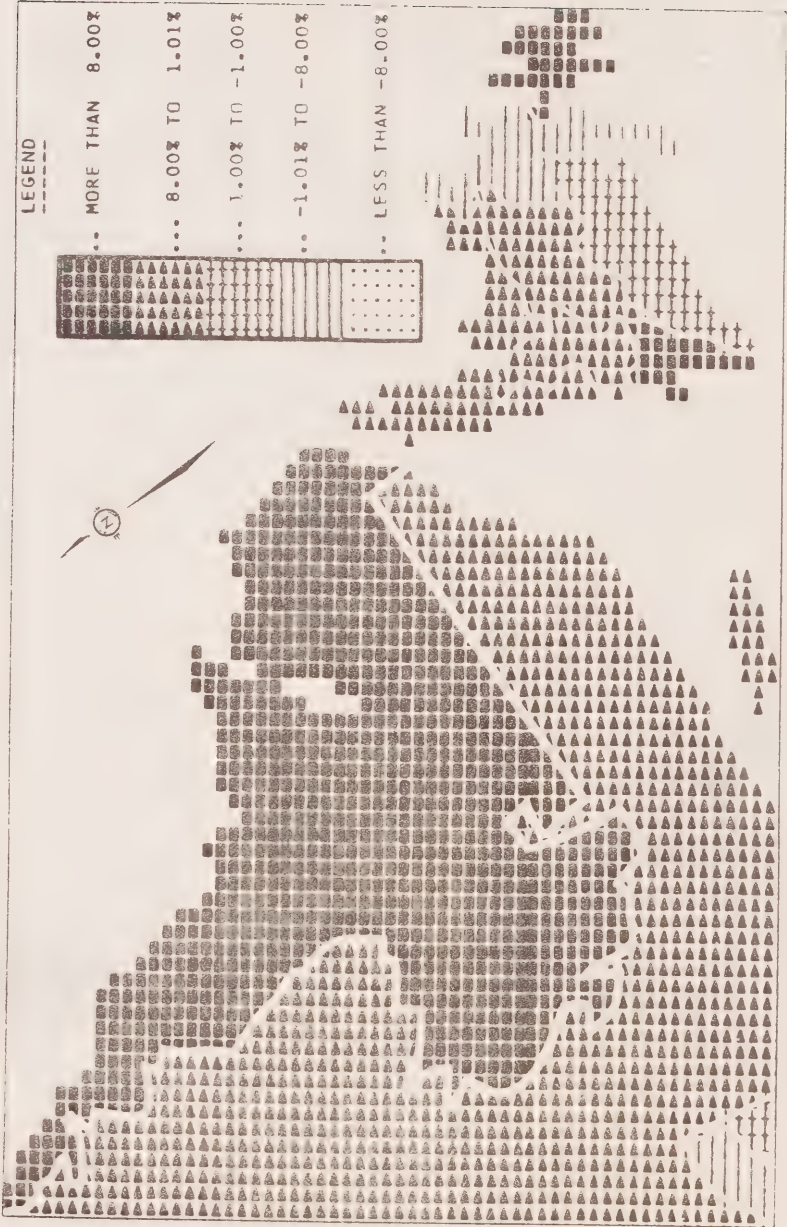 LEGEND
.. MORE THAN 8.00%
... 8.00% TO 1.01%
... 1.00% TO -1.00%
... -1.01% TO -8.00%
.. LESS THAN -8.00%
N